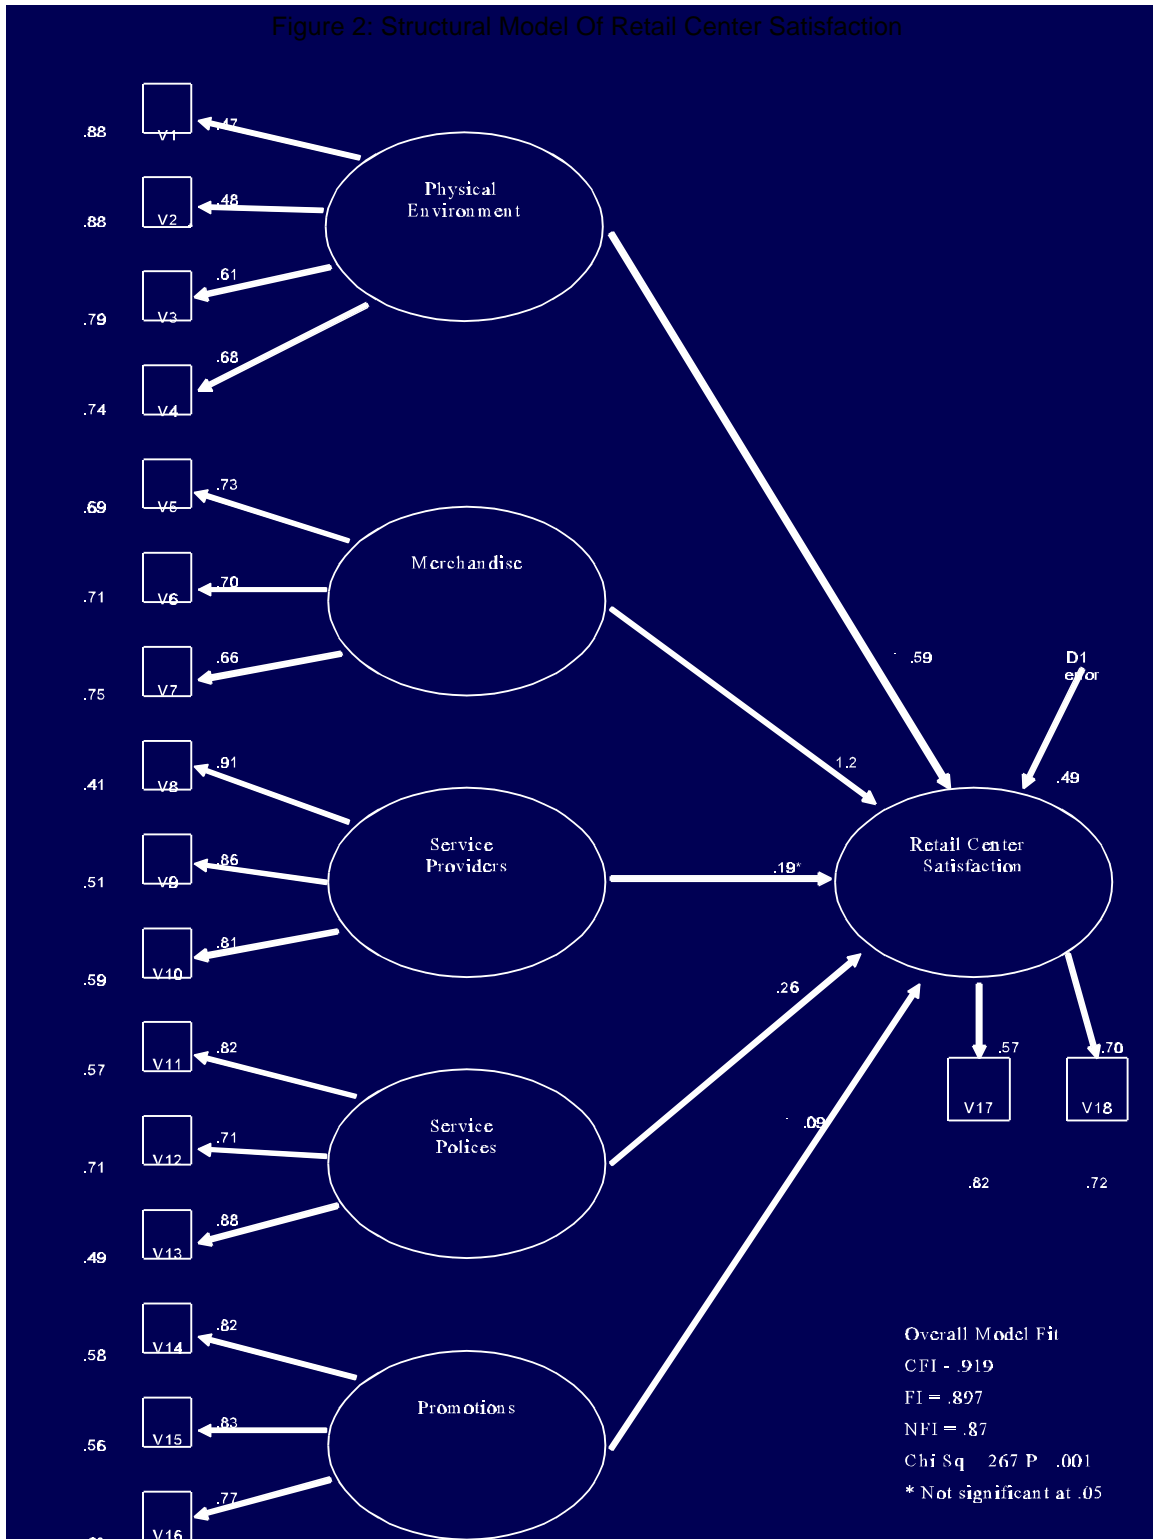 Figure 2: Structural Model Of Retail Center Satisfaction
.88
V1
.47
.88
V2
.48
.79
V3
.61
.74
V4
.68
Physical
Environment
.69
V5
.73
.71
V6
.70
.75
V7
.66
Merchandise
.59
D1
error
1.2
.49
.41
V8
.91
.51
V9
.86
.59
V10
.81
Service
Providers
.19*
Retail Center
Satisfaction
.57
V11
.82
.71
V12
.71
.49
V13
.88
Service
Polices
.26
.09
.57
V17
.82
.70
V18
.72
.58
V14
.82
.56
V15
.83
V16
.77
Promotions
Overall Model Fit
CFI - .919
FI = .897
NFI = .87
Chi Sq 267 P .001
* Not significant at .05